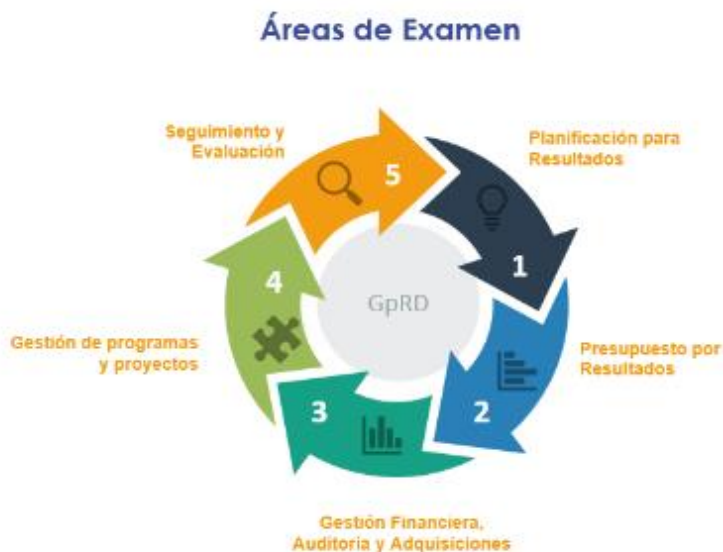 Áreas de Examen
Seguimiento y
Evaluación
5
Planificación para
Resultados
1
4
GpRD
Gestión de programas
y proyectos
Presupuesto por
Resultados
3
2
Gestión Financiera,
Auditoria y Adquisiciones